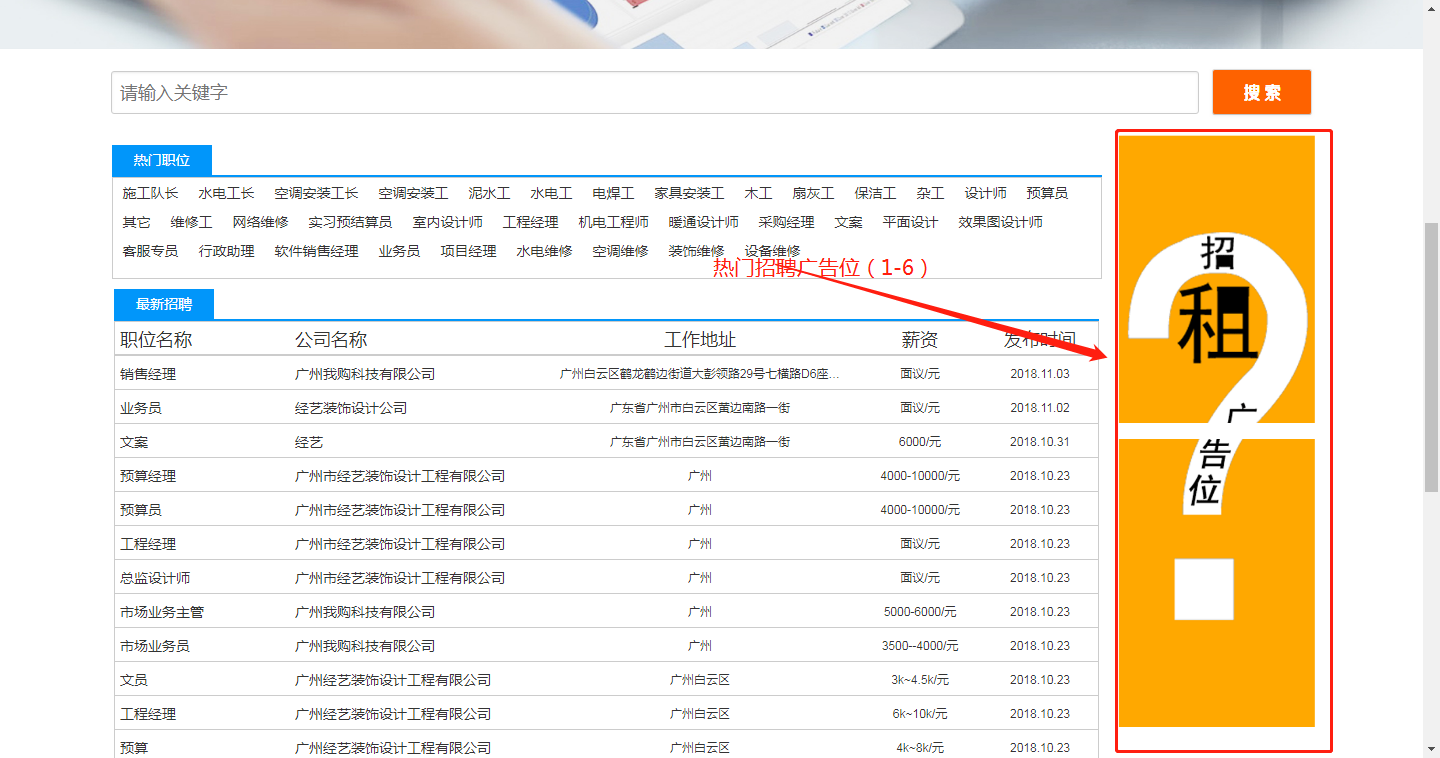 请输入关键字
搜 索
热门职位
施工队长 水电工长 空调安装工长 空调安装工 泥水工 水电工 电焊工 家具安装工 木工 扇灰工 保洁工 杂工 设计师 预算员
其它 维修工 网络维修 实习预结算员 室内设计师 工程经理 机电工程师 暖通设计师 采购经理 文案 平面设计 效果图设计师
客服专员 行政助理 软件销售经理 业务员 项目经理 水电维修 空调维修 装饰维修 设备维修
热门招聘广告位（1-6）
最新招聘
职位名称 公司名称 工作地址 薪资 发布时间
销售经理 广州我购科技有限公司 广州白云区鹤龙鹤边街道大彭领路29号七横路D6座... 面议/元 2018.11.03
业务员 经艺装饰设计公司 广东省广州市白云区黄边南路一街 面议/元 2018.11.02
文案 经艺 广东省广州市白云区黄边南路一街 6000/元 2018.10.31
预算经理 广州市经艺装饰设计工程有限公司 广州 4000-10000/元 2018.10.23
预算员 广州市经艺装饰设计工程有限公司 广州 4000-10000/元 2018.10.23
工程经理 广州市经艺装饰设计工程有限公司 广州 面议/元 2018.10.23
总监设计师 广州市经艺装饰设计工程有限公司 广州 面议/元 2018.10.23
市场业务主管 广州我购科技有限公司 广州 5000-6000/元 2018.10.23
市场业务员 广州我购科技有限公司 广州 3500--4000/元 2018.10.23
文员 广州经艺装饰设计工程有限公司 广州白云区 3k~4.5k/元 2018.10.23
工程经理 广州经艺装饰设计工程有限公司 广州白云区 6k~10k/元 2018.10.23
预算 广州经艺装饰设计工程有限公司 广州白云区 4k~8k/元 2018.10.23
招
租
广
告
位